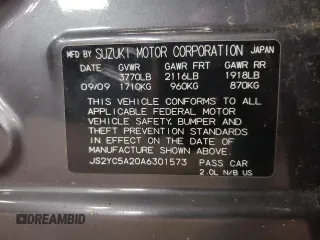 MFD BY SUZUKI MOTOR CORPORATION JAPAN
DATE GVWR GAWR FRT GAWR RR
3770LB 2116LB 1918LB
09/09 1710KG 960KG 870KG
THIS VEHICLE CONFORMS TO ALL
APPLICABLE FEDERAL MOTOR
VEHICLE SAFETY, BUMPER AND
THEFT PREVENTION STANDARDS
IN EFFECT ON THE DATE OF
MANUFACTURE SHOWN ABOVE.
JS2YC5A20A6301573 PASS CAR
2.0L N/B US
DREAMBID